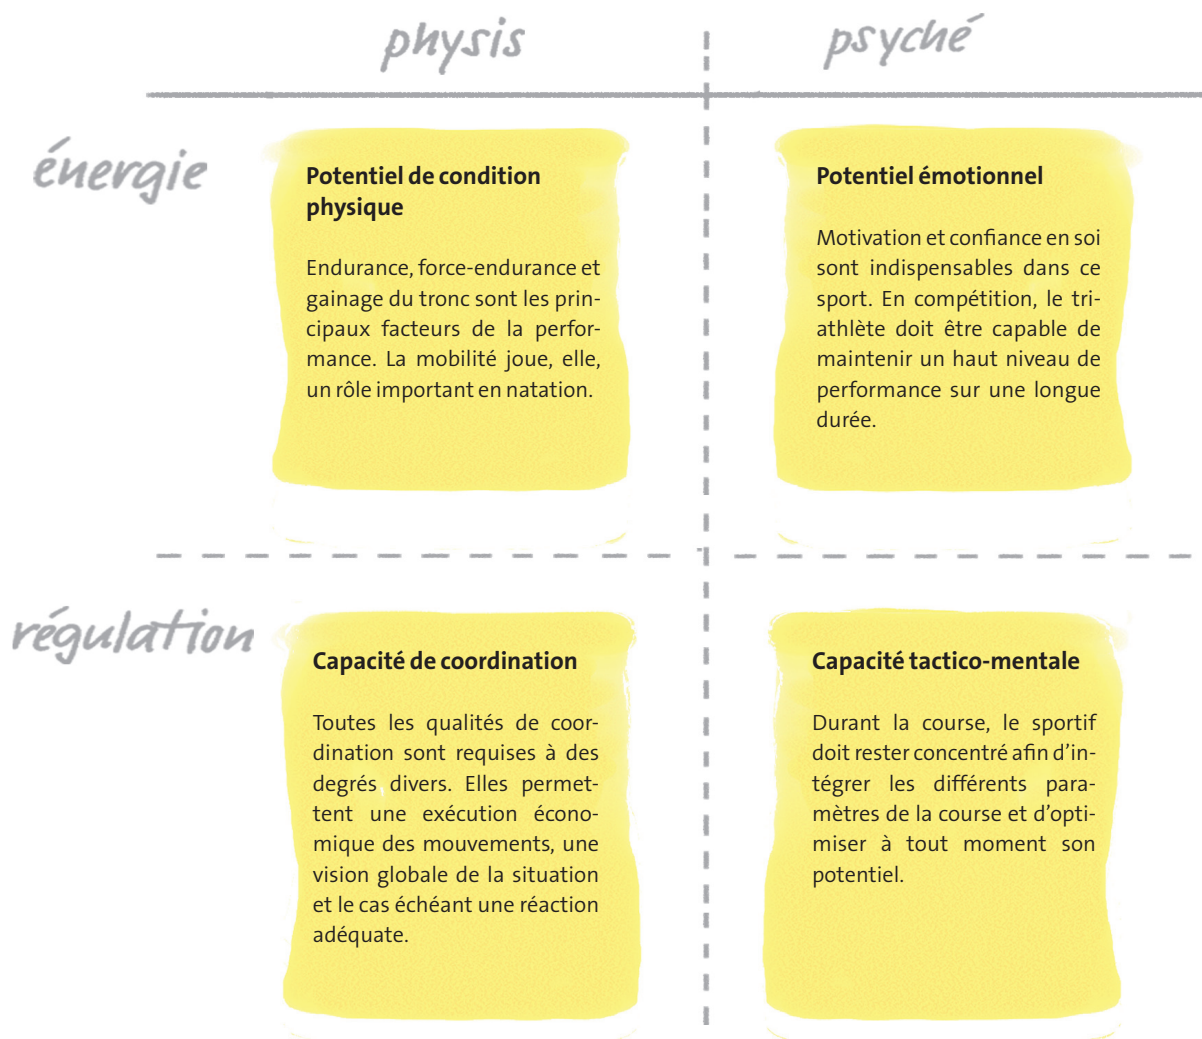 physis
psyché
énergie
Potentiel de condition
physique
Endurance, force-endurance et
gainage du tronc sont les prin-
cipaux facteurs de la perfor-
mance. La mobilité joue, elle,
un rôle important en natation.
Potentiel émotionnel
Motivation et confiance en soi
sont indispensables dans ce
sport. En compétition, le tri-
athlète doit être capable de
maintenir un haut niveau de
performance sur une longue
durée.
régulation
Capacité de coordination
Toutes les qualités de coor-
dination sont requises à des
degrés divers. Elles permet-
tent une exécution écono-
mique des mouvements, une
vision globale de la situation
et le cas échéant une réaction
adéquate.
Capacité tactico-mentale
Durant la course, le sportif
doit rester concentré afin d’in-
tégrer les différents para-
mètres de la course et d’opti-
miser à tout moment son
potentiel.